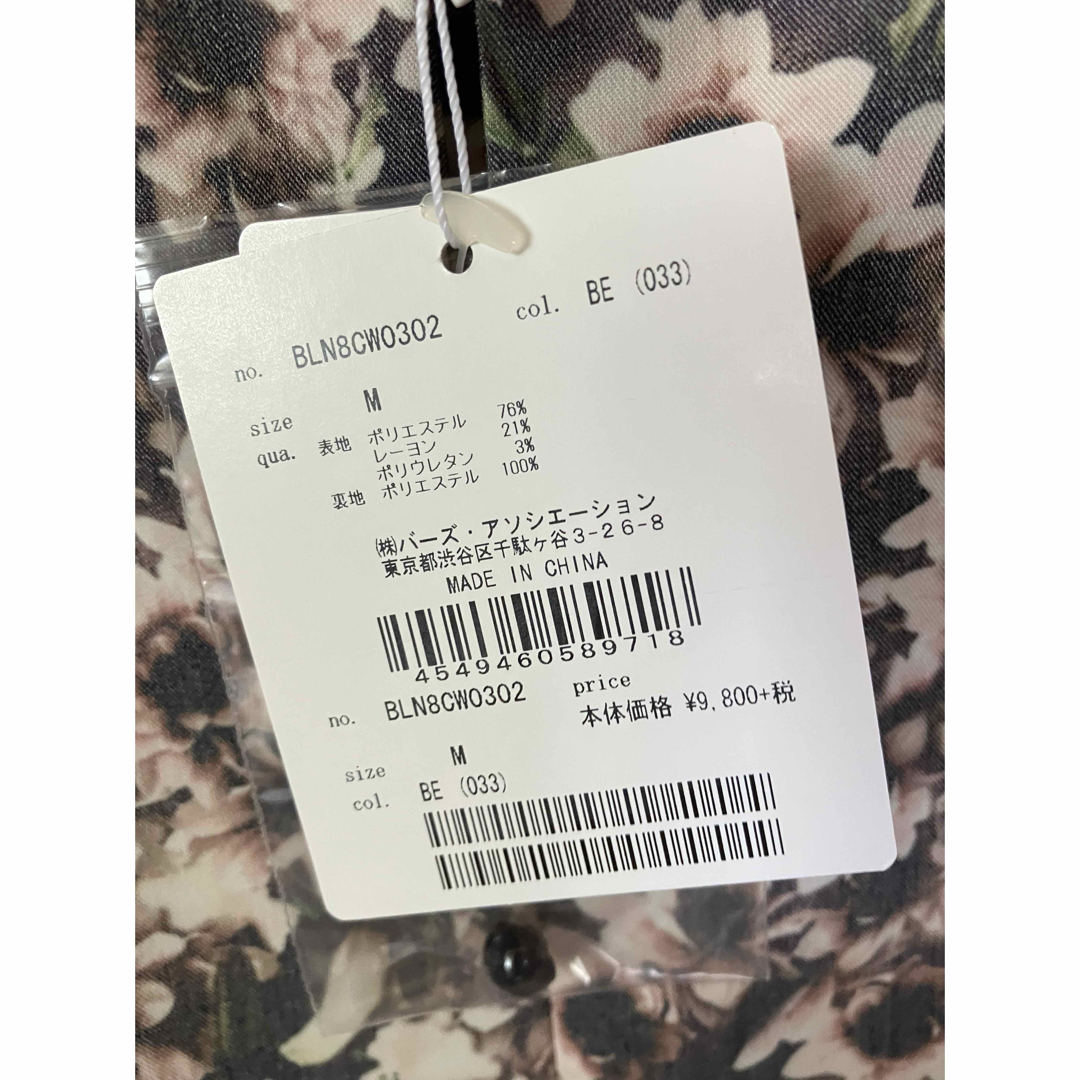 no. BLN8CW0302 col. BE (033)
size M
qua. 表地 ポリエステル 76%
レーヨン 21%
ポリウレタン 3%
裏地 ポリエステル 100%
㈱バーズ・アソシエーション
東京都渋谷区千駄ヶ谷3-26-8
MADE IN CHINA
4549460589718
no. BLN8CW0302 price
本体価格 ¥9,800+税
size M
col. BE (033)